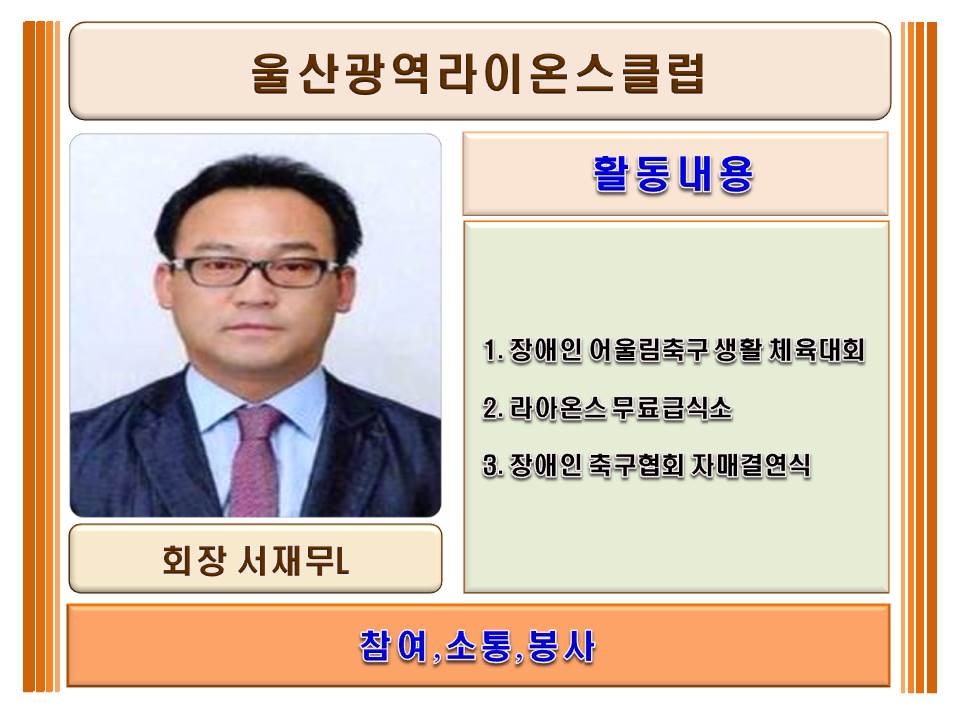 울산광역라이온스클럽
활동내용
1. 장애인 어울림축구 생활 체육대회
2. 라아온스 무료급식소
3. 장애인 축구협회 자매결연식
회장 서재무L
참여,소통,봉사